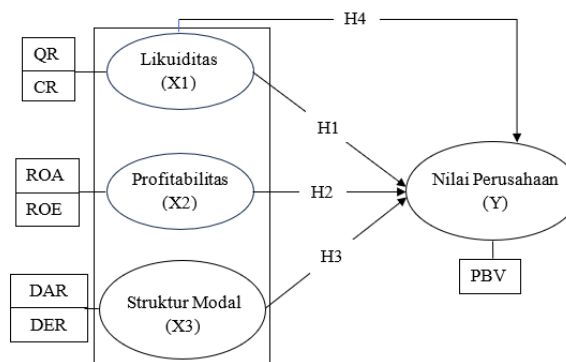 H4
QR
CR
Likuiditas
(X1)
H1
ROA
ROE
Profitabilitas
(X2)
H2
Nilai Perusahaan
(Y)
H3
PBV
DAR
DER
Struktur Modal
(X3)